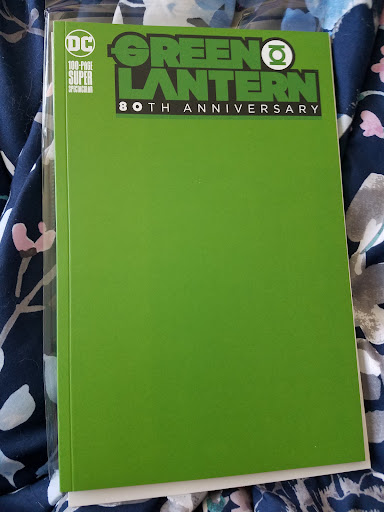 DC
100-PAGE
SUPER
SPECTACULAR
GREEN
LANTERN
80TH ANNIVERSARY